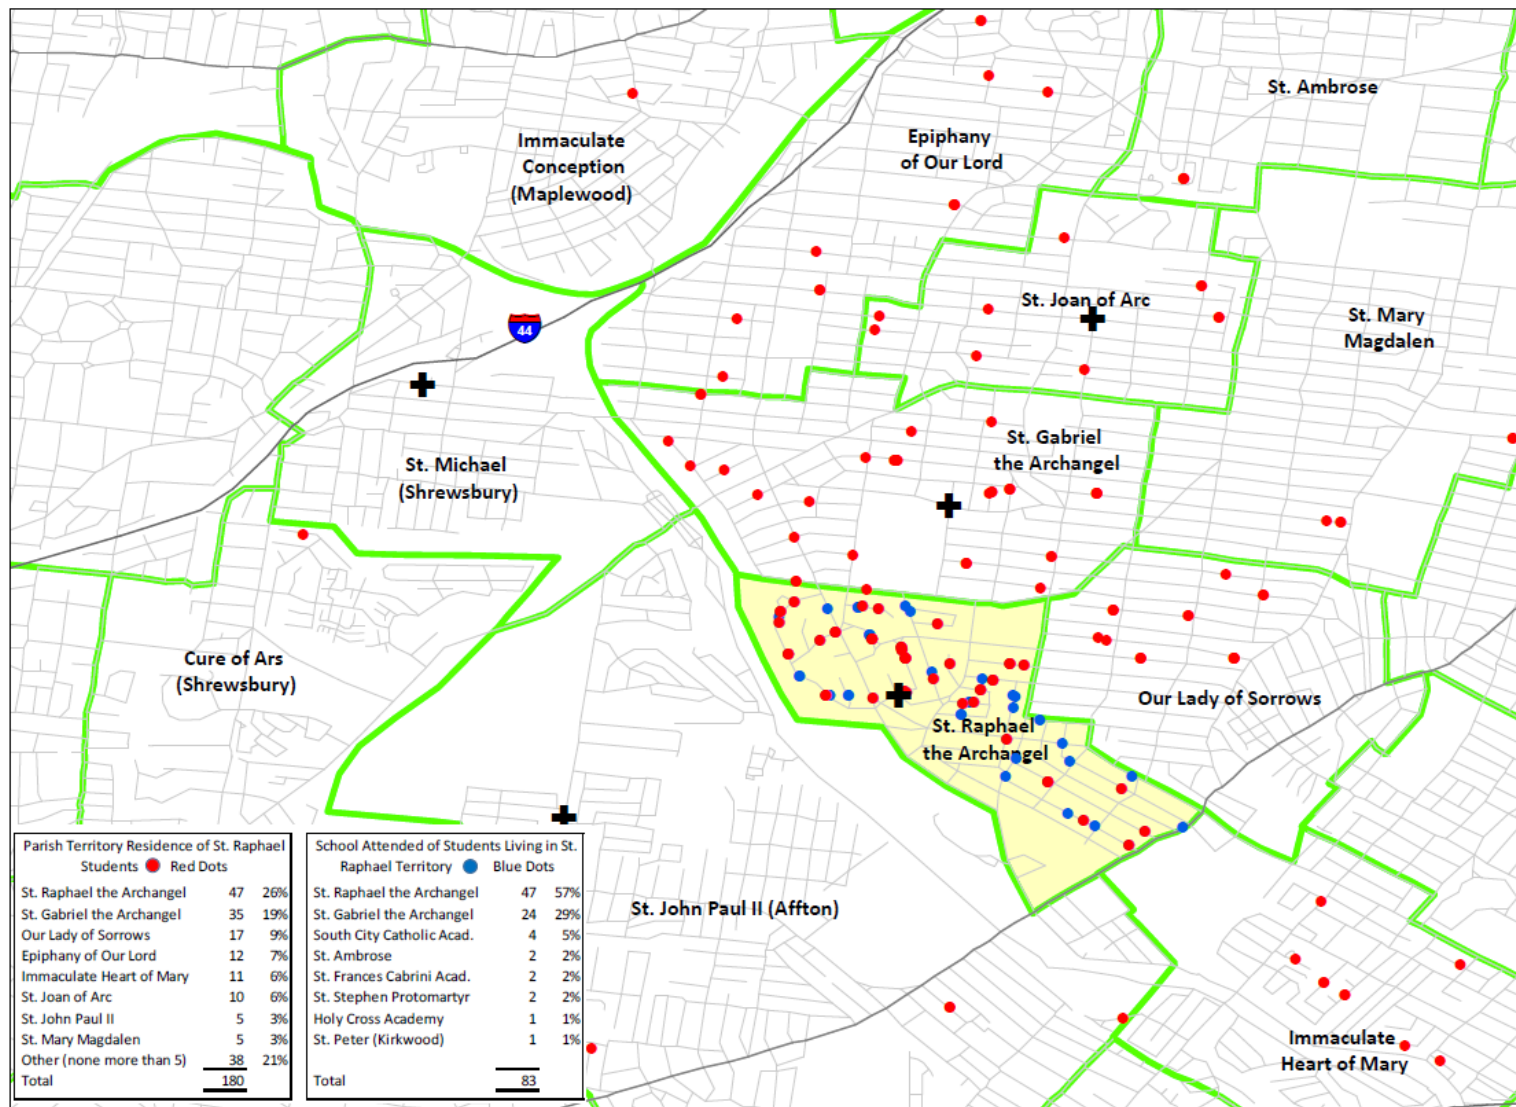 St. Ambrose
Immaculate
Conception
(Maplewood)
Epiphany
of Our Lord
St. Joan of Arc
St. Mary
Magdalen
44
St. Gabriel
the Archangel
St. Michael
(Shrewsbury)
Cure of Ars
(Shrewsbury)
Our Lady of Sorrows
St. Raphael
the Archangel
St. John Paul II (Affton)
Immaculate
Heart of Mary
Parish Territory Residence of St. Raphael
Students Red Dots
St. Raphael the Archangel 47 26%
St. Gabriel the Archangel 35 19%
Our Lady of Sorrows 17 9%
Epiphany of Our Lord 12 7%
Immaculate Heart of Mary 11 6%
St. Joan of Arc 10 6%
St. John Paul II 5 3%
St. Mary Magdalen 5 3%
Other (none more than 5) 38 21%
Total 180
School Attended of Students Living in St.
Raphael Territory Blue Dots
St. Raphael the Archangel 47 57%
St. Gabriel the Archangel 24 29%
South City Catholic Acad. 4 5%
St. Ambrose 2 2%
St. Frances Cabrini Acad. 2 2%
St. Stephen Protomartyr 2 2%
Holy Cross Academy 1 1%
St. Peter (Kirkwood) 1 1%
Total 83